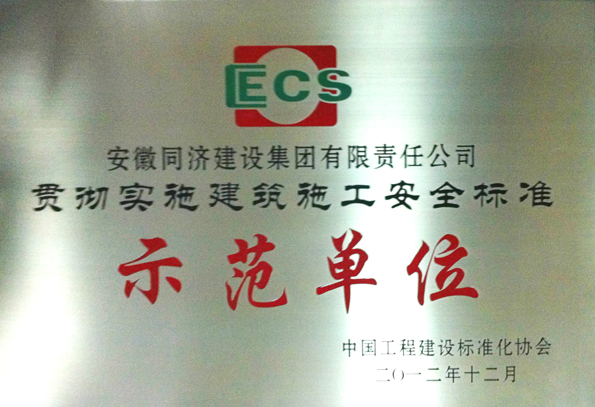 CECS
安徽同济建设集团有限责任公司
贯彻实施建筑施工安全标准
示范单位
中国工程建设标准化协会
二〇一二年十二月